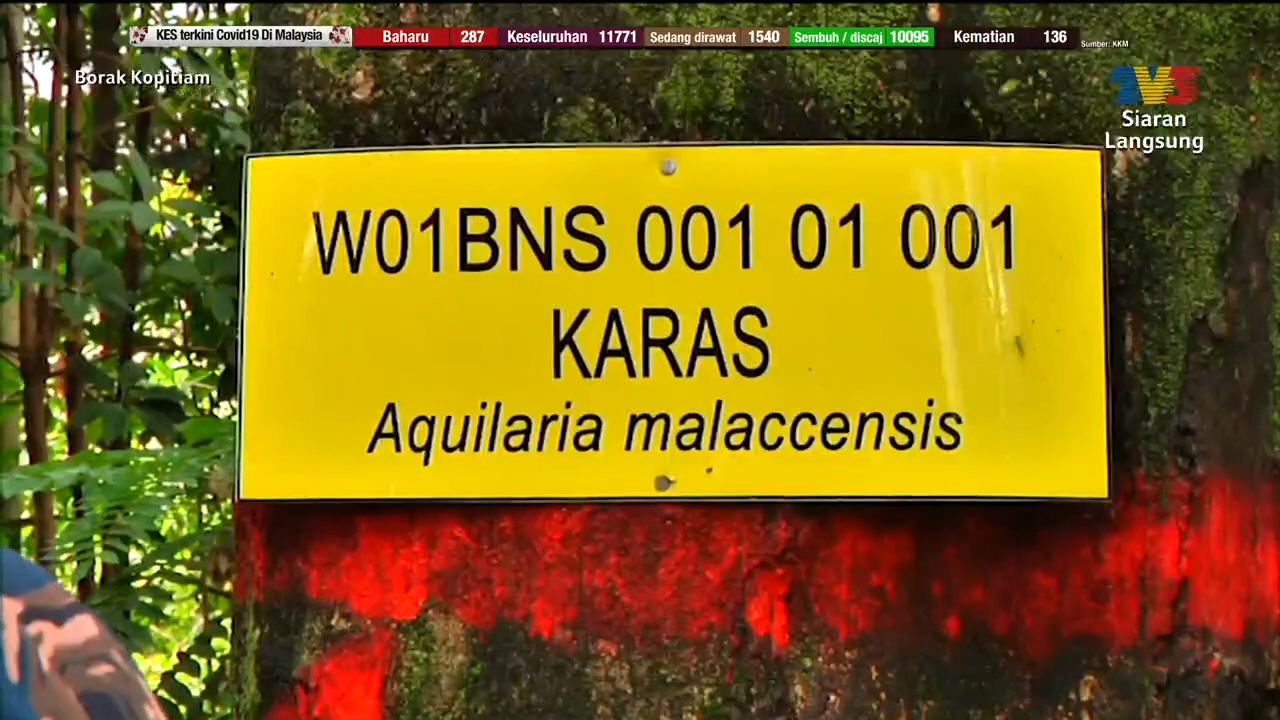 KES terkini Covid19 Di Malaysia Baharu 287 Keseluruhan 11771 Sedang dirawat 1540 Sembuh / discaj 10095 Kematian 136
Sumber: KKM
Borak Kopitiam
TV3
Siaran
Langsung
W01BNS 001 01 001
KARAS
Aquilaria malaccensis